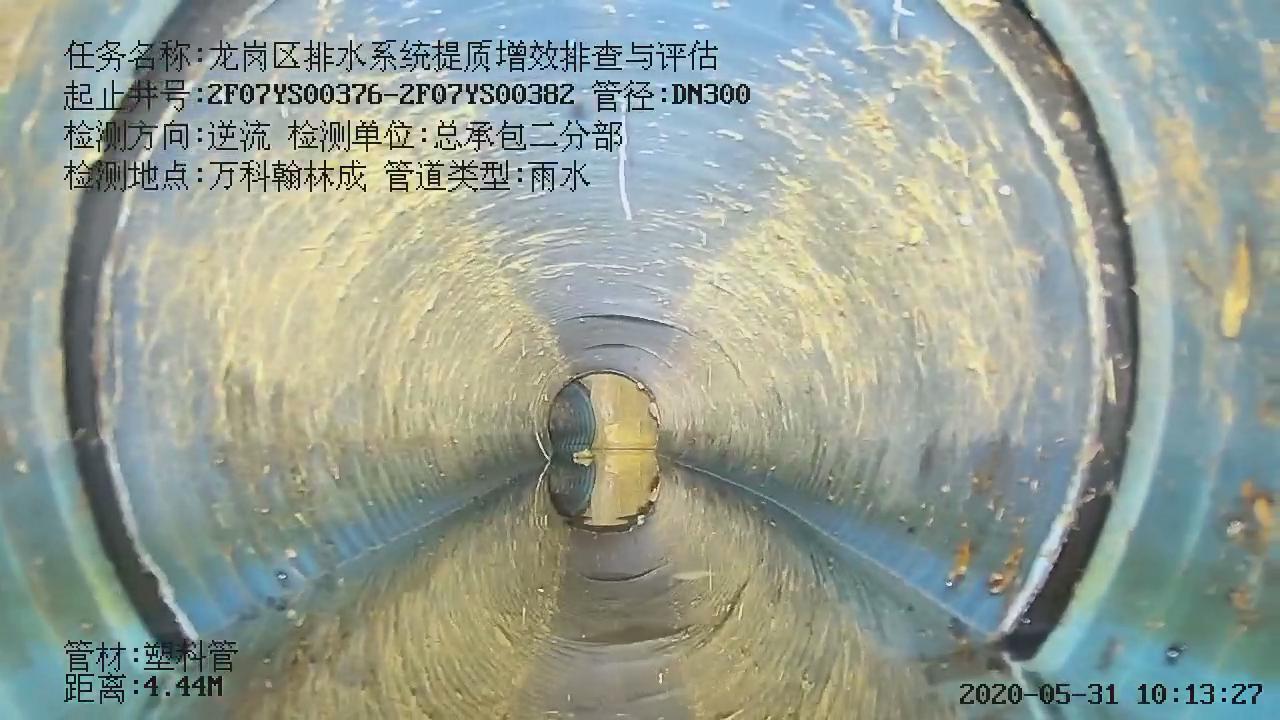 任务名称:龙岗区排水系统提质增效排查与评估
起止井号:2F07YS00376-2F07YS00382 管径:DN300
检测方向:逆流 检测单位:总承包二分部
检测地点:万科翰林成 管道类型:雨水
管材:塑料管
距离:4.44M
2020-05-31 10:13:27